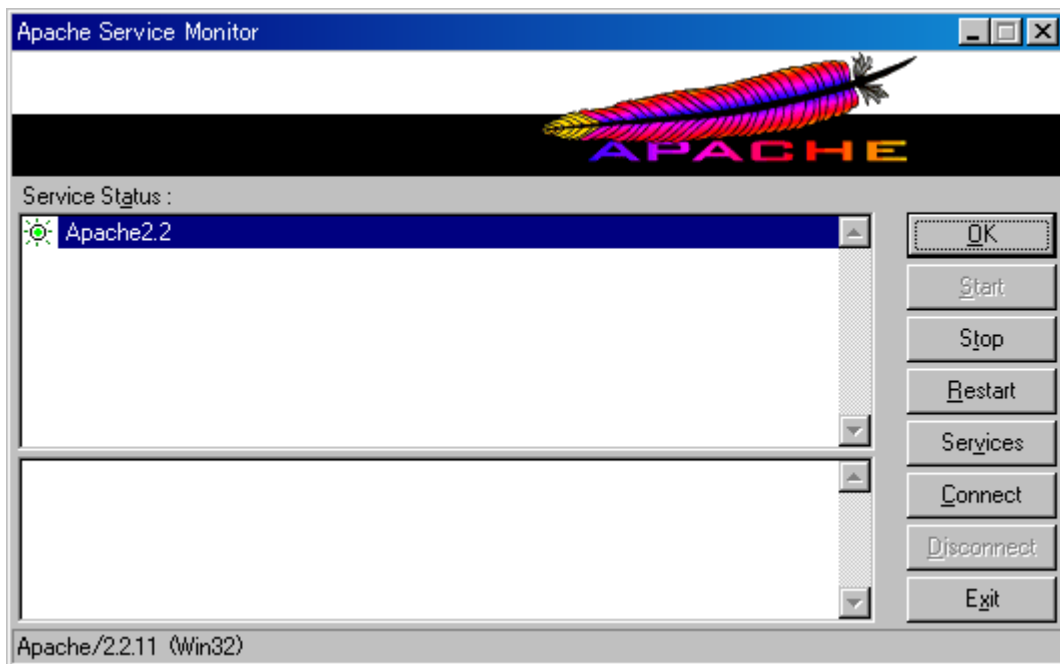 Apache Service Monitor
APACHE
Service Status :
Apache2.2
OK
Start
Stop
Restart
Services
Connect
Disconnect
Exit
Apache/2.2.11 (Win32)